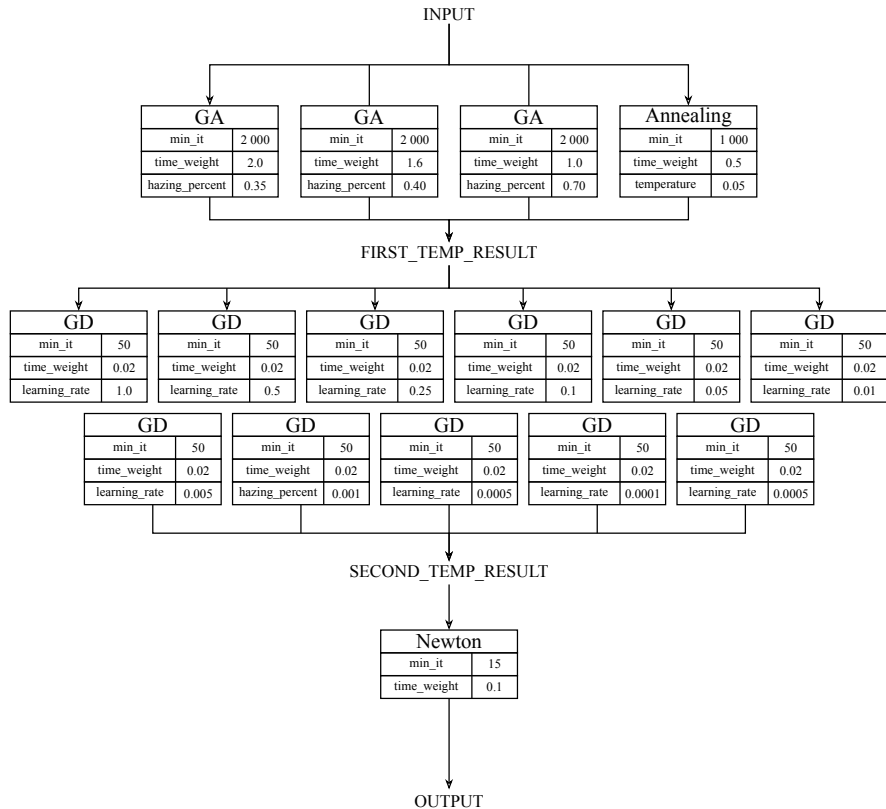 INPUT
GA GA GA Annealing
min_it 2 000 min_it 2 000 min_it 2 000 min_it 1 000
time_weight 2.0 time_weight 1.6 time_weight 1.0 time_weight 0.5
hazing_percent 0.35 hazing_percent 0.40 hazing_percent 0.70 temperature 0.05
FIRST_TEMP_RESULT
GD GD GD GD GD GD
min_it 50 min_it 50 min_it 50 min_it 50 min_it 50 min_it 50
time_weight 0.02 time_weight 0.02 time_weight 0.02 time_weight 0.02 time_weight 0.02 time_weight 0.02
learning_rate 1.0 learning_rate 0.5 learning_rate 0.25 learning_rate 0.1 learning_rate 0.05 learning_rate 0.01
GD GD GD GD GD
min_it 50 min_it 50 min_it 50 min_it 50 min_it 50
time_weight 0.02 time_weight 0.02 time_weight 0.02 time_weight 0.02 time_weight 0.02
learning_rate 0.005 hazing_percent 0.001 learning_rate 0.0005 learning_rate 0.0001 learning_rate 0.0005
SECOND_TEMP_RESULT
Newton
min_it 15
time_weight 0.1
OUTPUT